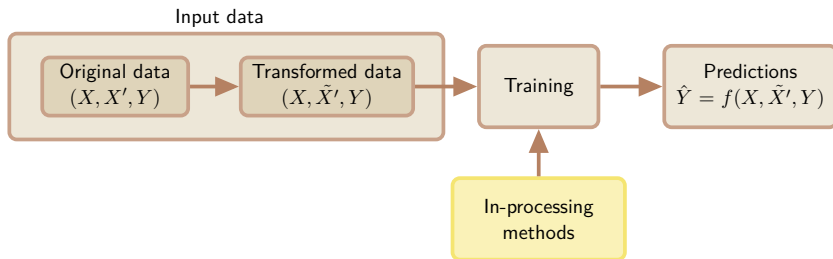 Input data
Original data
(X, X′, Y)
Transformed data
(X, X̃′, Y)
Training
Predictions
Ŷ = f(X, X̃′, Y)
In-processing
methods